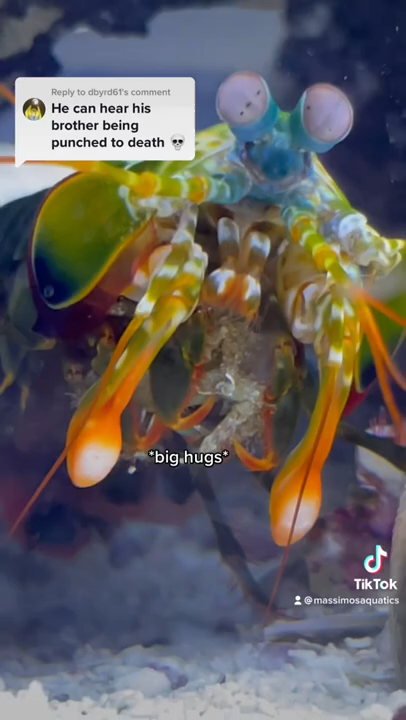 Reply to dbyrd61's comment
He can hear his
brother being
punched to death 💀
*big hugs*
TikTok
@massimosaquatics